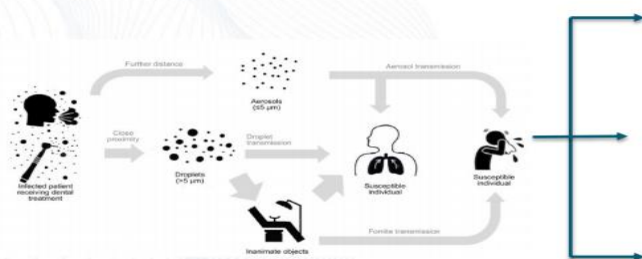 Further distance
Aerosols
(≤5 μm)
Aerosol transmission
Close
proximity
Droplet
transmission
Droplets
(>5 μm)
Infected patient
receiving dental
treatment
Susceptible
individual
Susceptible
individual
Inanimate objects
Fomite transmission